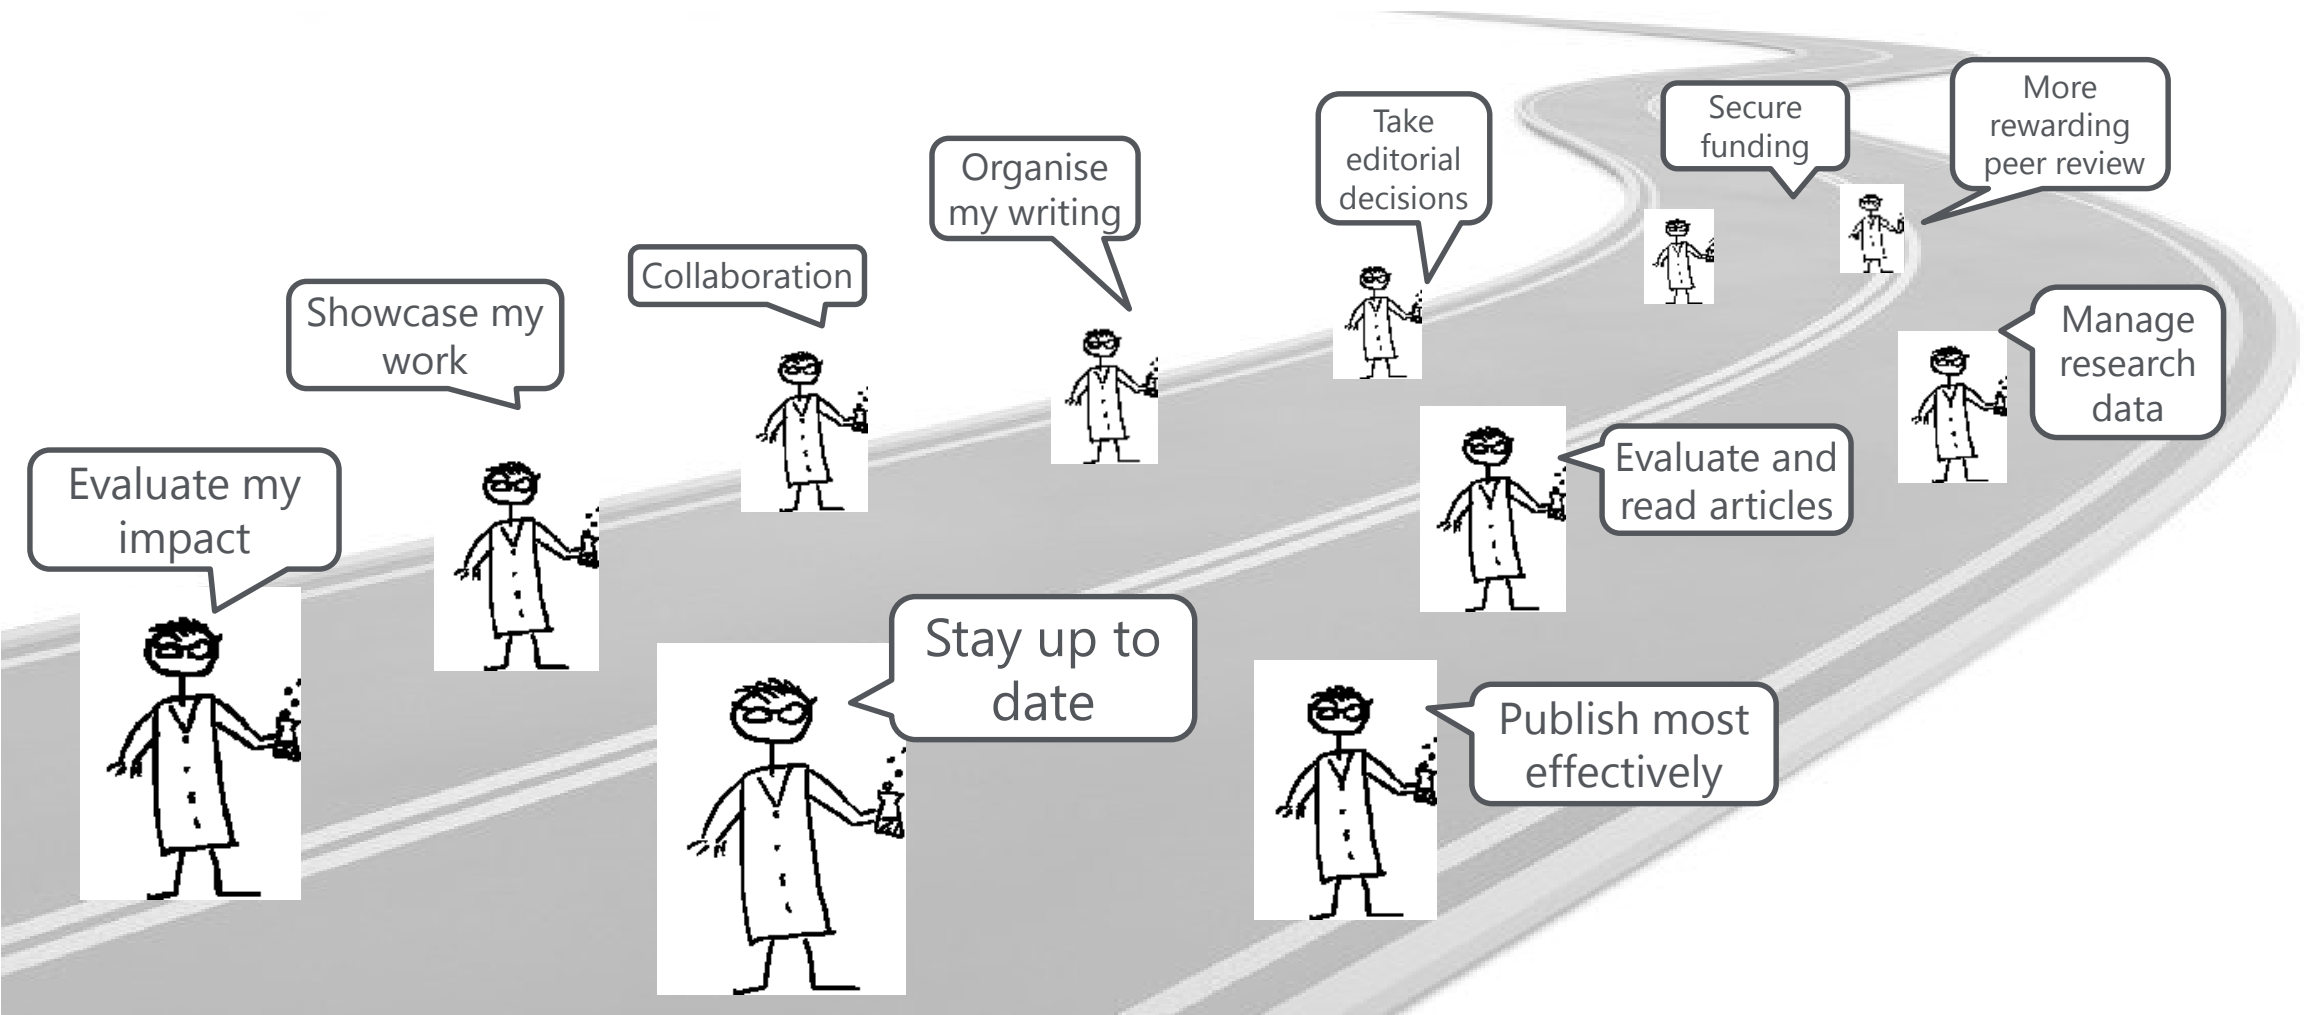 More
rewarding
peer review
Secure
funding
Take
editorial
decisions
Organise
my writing
Collaboration
Showcase my
work
Manage
research
data
Evaluate and
read articles
Evaluate my
impact
Stay up to
date
Publish most
effectively